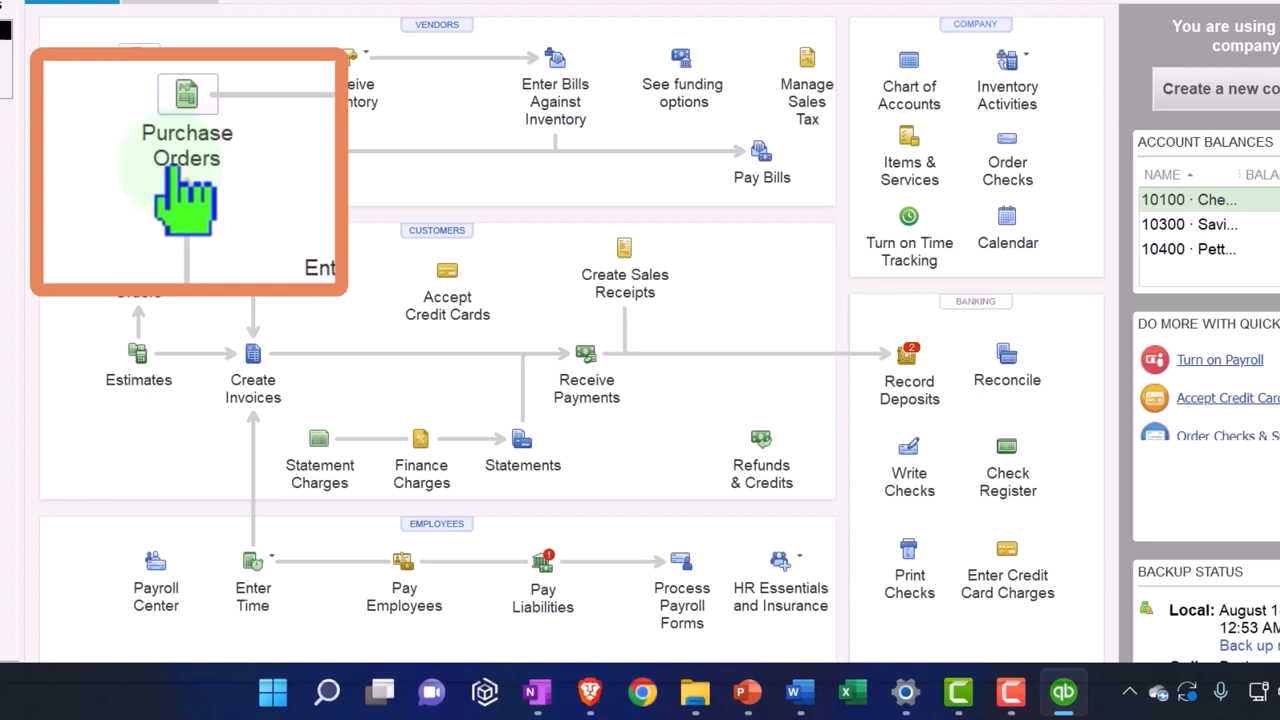 VENDORS
COMPANY
You are using
company
Create a new co
Purchase
Orders
Ent
Enter Bills
Against
Inventory
See funding
options
Manage
Sales
Tax
Pay Bills
Chart of
Accounts
Inventory
Activities
Items &
Services
Order
Checks
Turn on Time
Tracking
Calendar
ACCOUNT BALANCES
NAME
BALA
10100 · Che...
10300 · Savi...
10400 · Pett...
CUSTOMERS
Accept
Credit Cards
Create Sales
Receipts
Estimates
Create
Invoices
Receive
Payments
Statement
Charges
Finance
Charges
Statements
Refunds
& Credits
BANKING
2
Record
Deposits
Reconcile
Write
Checks
Check
Register
Print
Checks
Enter Credit
Card Charges
DO MORE WITH QUICK
Turn on Payroll
Accept Credit Card
Order Checks & S
EMPLOYEES
Payroll
Center
Enter
Time
Pay
Employees
Pay
Liabilities
Process
Payroll
Forms
HR Essentials
and Insurance
BACKUP STATUS
Local: August 1
12:53 AM
Back up
qb